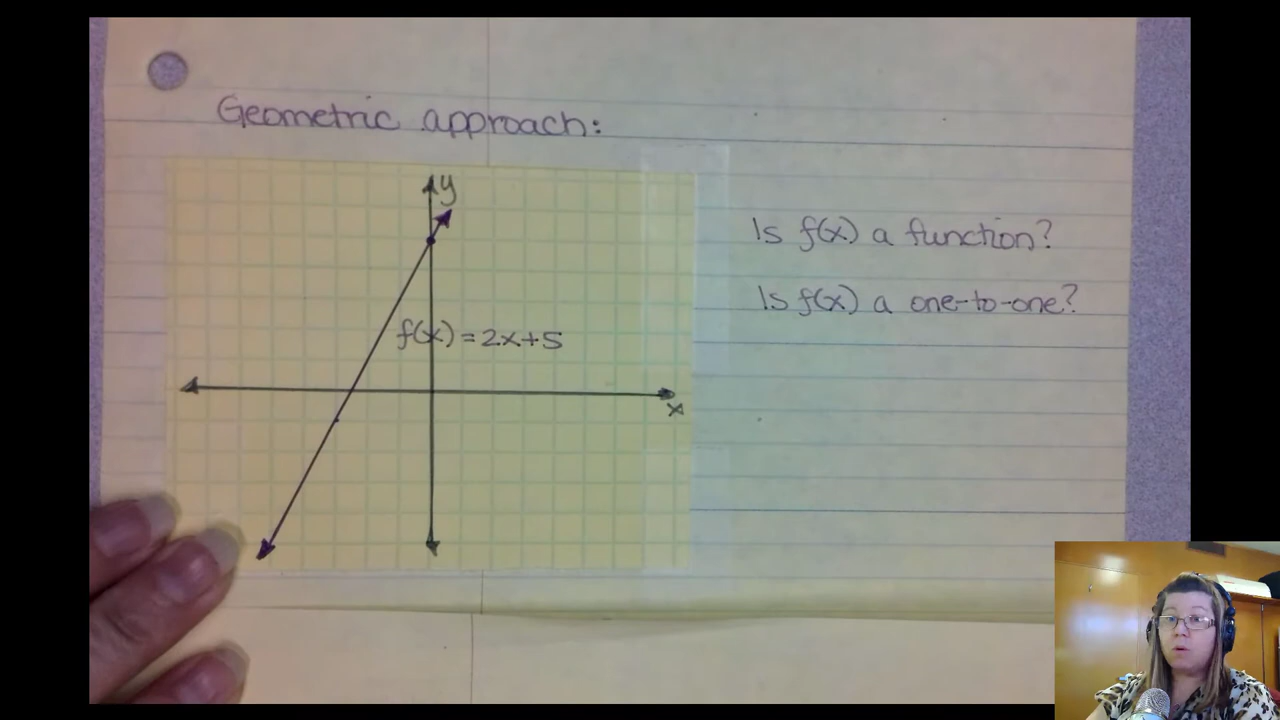 Geometric approach:
y
f(x)=2x+5
x
Is f(x) a function?
Is f(x) a one-to-one?